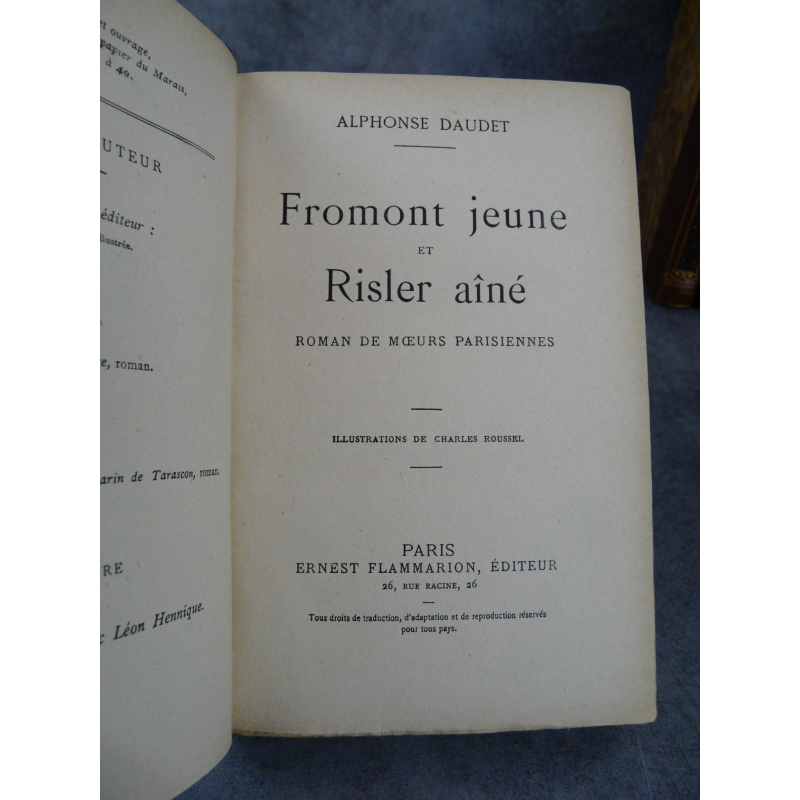 et ouvrage,
papier du Marais,
à 40.
UTEUR
éditeur :
illustrée.
re, roman.
arin de Tarascon, roman.
RE
c Léon Hennique.
ALPHONSE DAUDET
Fromont jeune
ET
Risler aîné
ROMAN DE MŒURS PARISIENNES
ILLUSTRATIONS DE CHARLES ROUSSEL
PARIS
ERNEST FLAMMARION, ÉDITEUR
26, RUE RACINE, 26
Tous droits de traduction, d'adaptation et de reproduction réservés
pour tous pays.